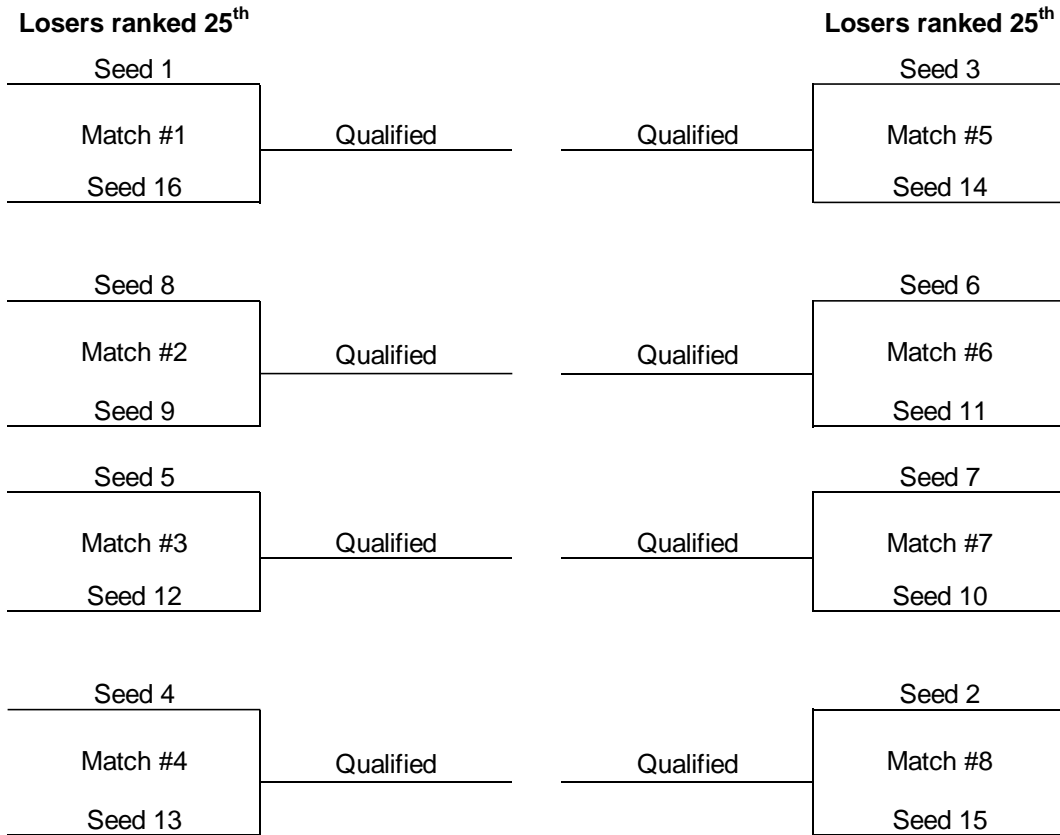 Losers ranked 25th
Losers ranked 25th
Seed 1
Seed 3
Match #1
Qualified
Qualified
Match #5
Seed 16
Seed 14
Seed 8
Seed 6
Match #2
Qualified
Qualified
Match #6
Seed 9
Seed 11
Seed 5
Seed 7
Match #3
Qualified
Qualified
Match #7
Seed 12
Seed 10
Seed 4
Seed 2
Match #4
Qualified
Qualified
Match #8
Seed 13
Seed 15